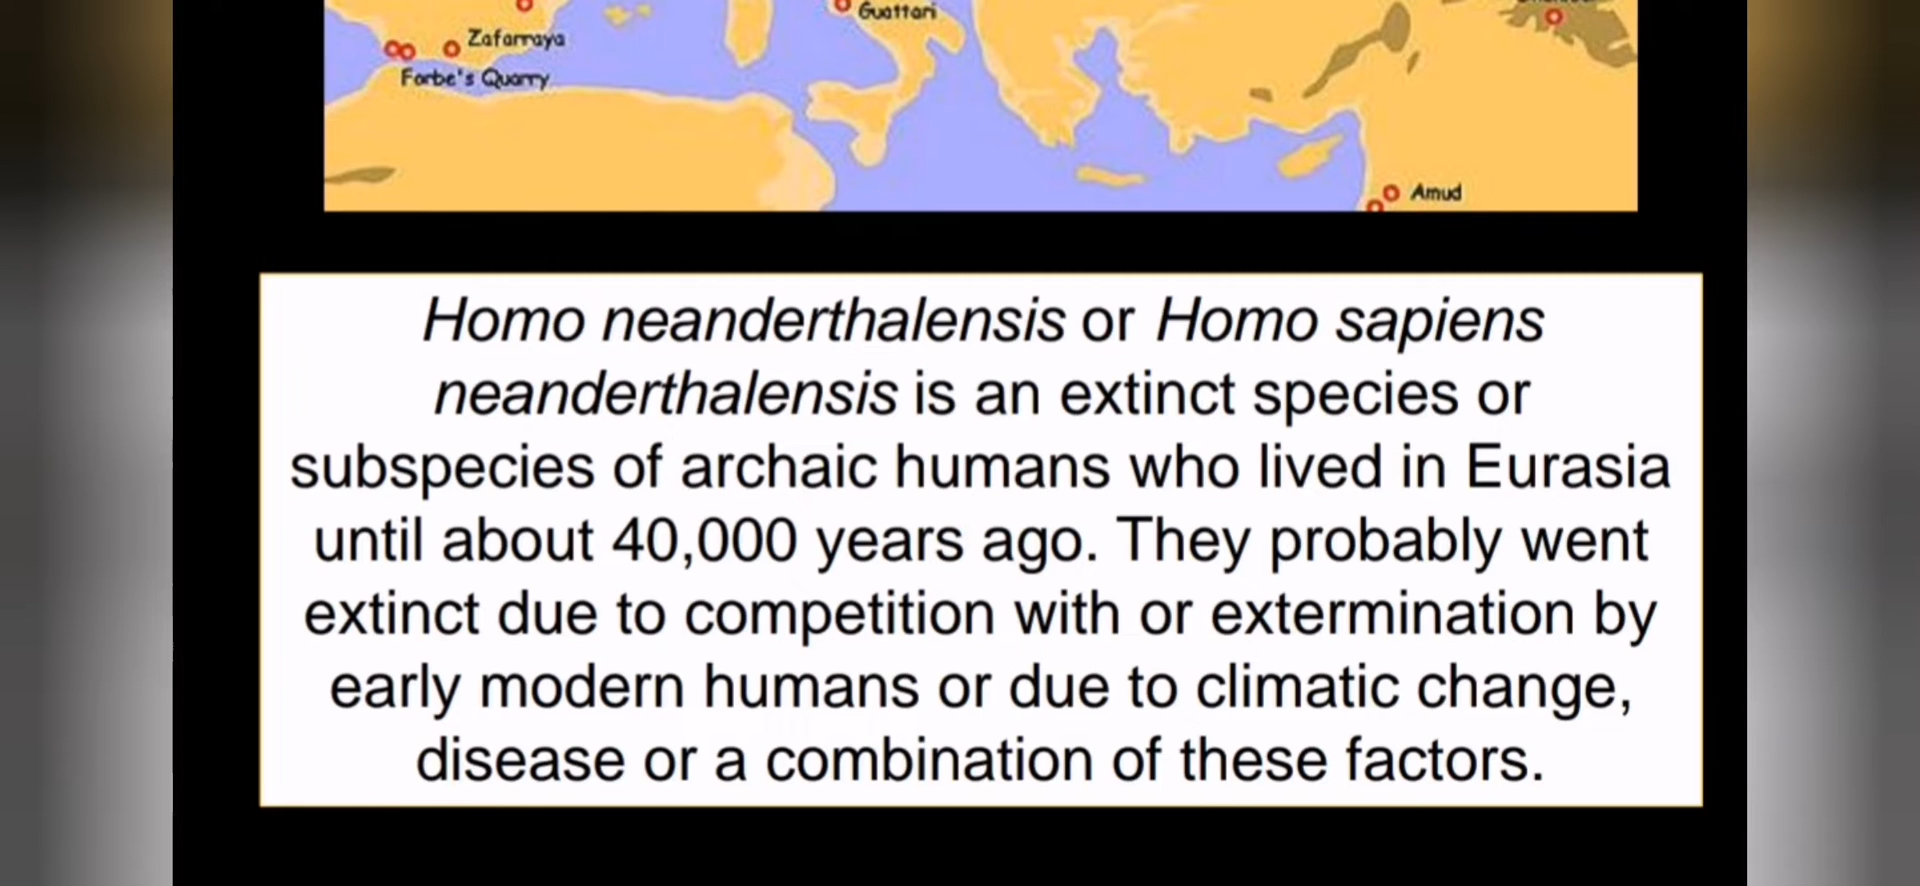 Guattari
Zafarraya
Forbe's Quarry
Amud
Homo neanderthalensis or Homo sapiens
neanderthalensis is an extinct species or
subspecies of archaic humans who lived in Eurasia
until about 40,000 years ago. They probably went
extinct due to competition with or extermination by
early modern humans or due to climatic change,
disease or a combination of these factors.